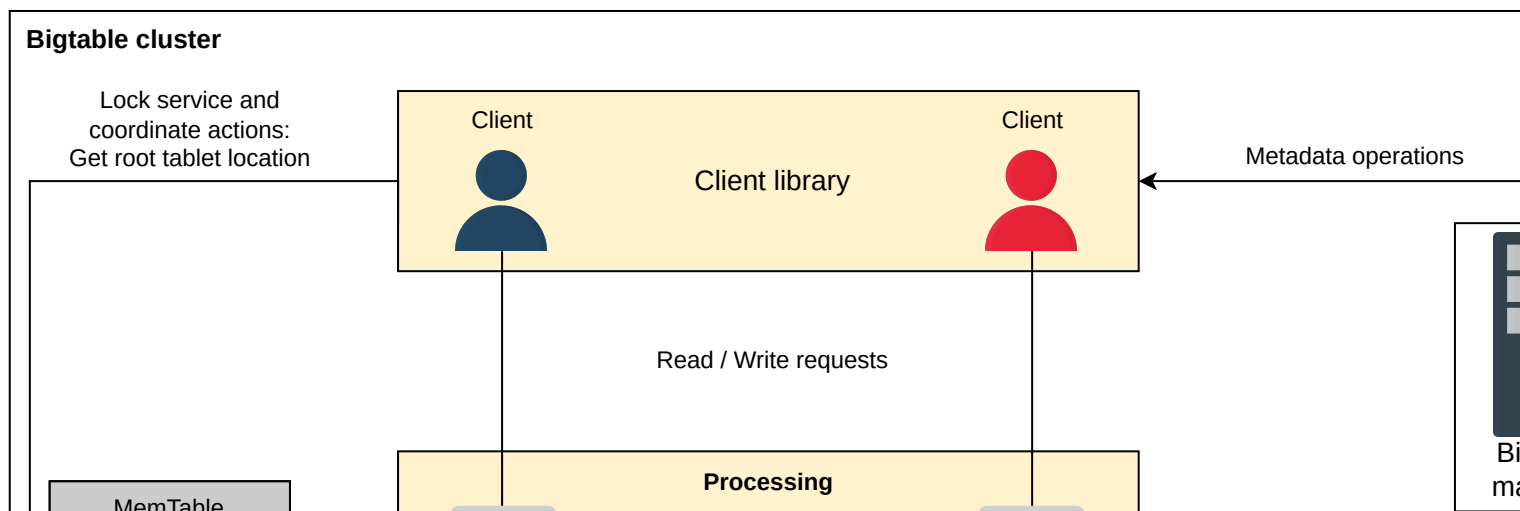 Bigtable cluster
Lock service and
coordinate actions:
Get root tablet location
Client
Client
Client library
Metadata operations
Read / Write requests
Processing
MemTable